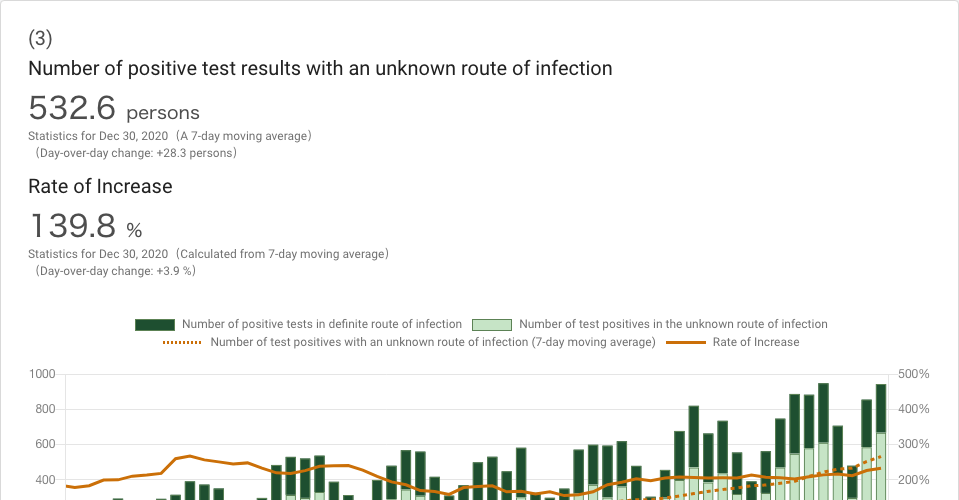 (3)
Number of positive test results with an unknown route of infection
532.6 persons
Statistics for Dec 30, 2020（A 7-day moving average）
（Day-over-day change: +28.3 persons）
Rate of Increase
139.8 %
Statistics for Dec 30, 2020（Calculated from 7-day moving average）
（Day-over-day change: +3.9 %）
Number of positive tests in definite route of infection Number of test positives in the unknown route of infection
Number of test positives with an unknown route of infection (7-day moving average) Rate of Increase
1000 500%
800 400%
600 300%
400 200%